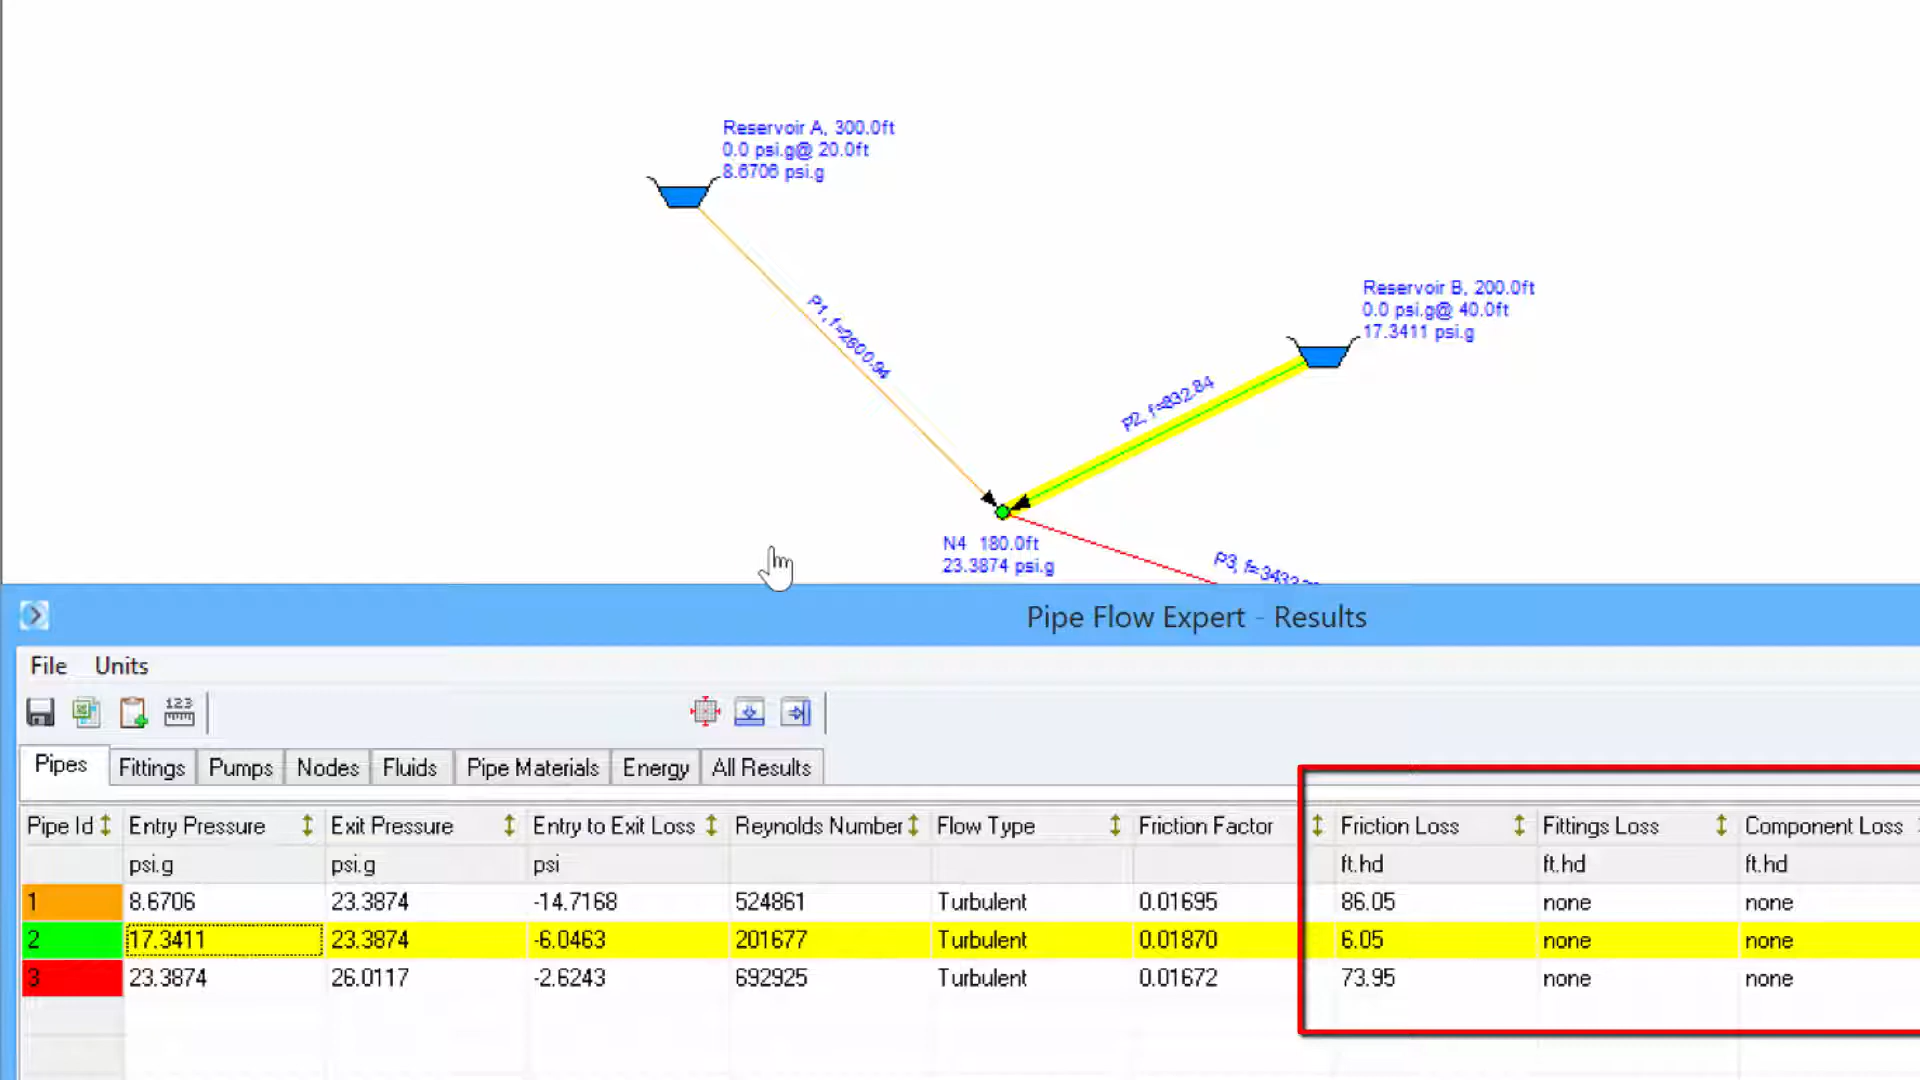 Reservoir A, 300.0ft
0.0 psi.g@ 20.0ft
8.6706 psi.g
Reservoir B, 200.0ft
0.0 psi.g@ 40.0ft
17.3411 psi.g
P1, f=2600.94
P2, f=832.84
N4 180.0ft
23.3874 psi.g
P3,
Pipe Flow Expert - Results
File Units
123
Pipes Fittings Pumps Nodes Fluids Pipe Materials Energy All Results
Pipe Id Entry Pressure Exit Pressure Entry to Exit Loss Reynolds Number Flow Type Friction Factor Friction Loss Fittings Loss Component Loss
psi.g psi.g psi ft.hd ft.hd ft.hd
1 8.6706 23.3874 -14.7168 524861 Turbulent 0.01695 86.05 none none
2 17.3411 23.3874 -6.0463 201677 Turbulent 0.01870 6.05 none none
3 23.3874 26.0117 -2.6243 692925 Turbulent 0.01672 73.95 none none